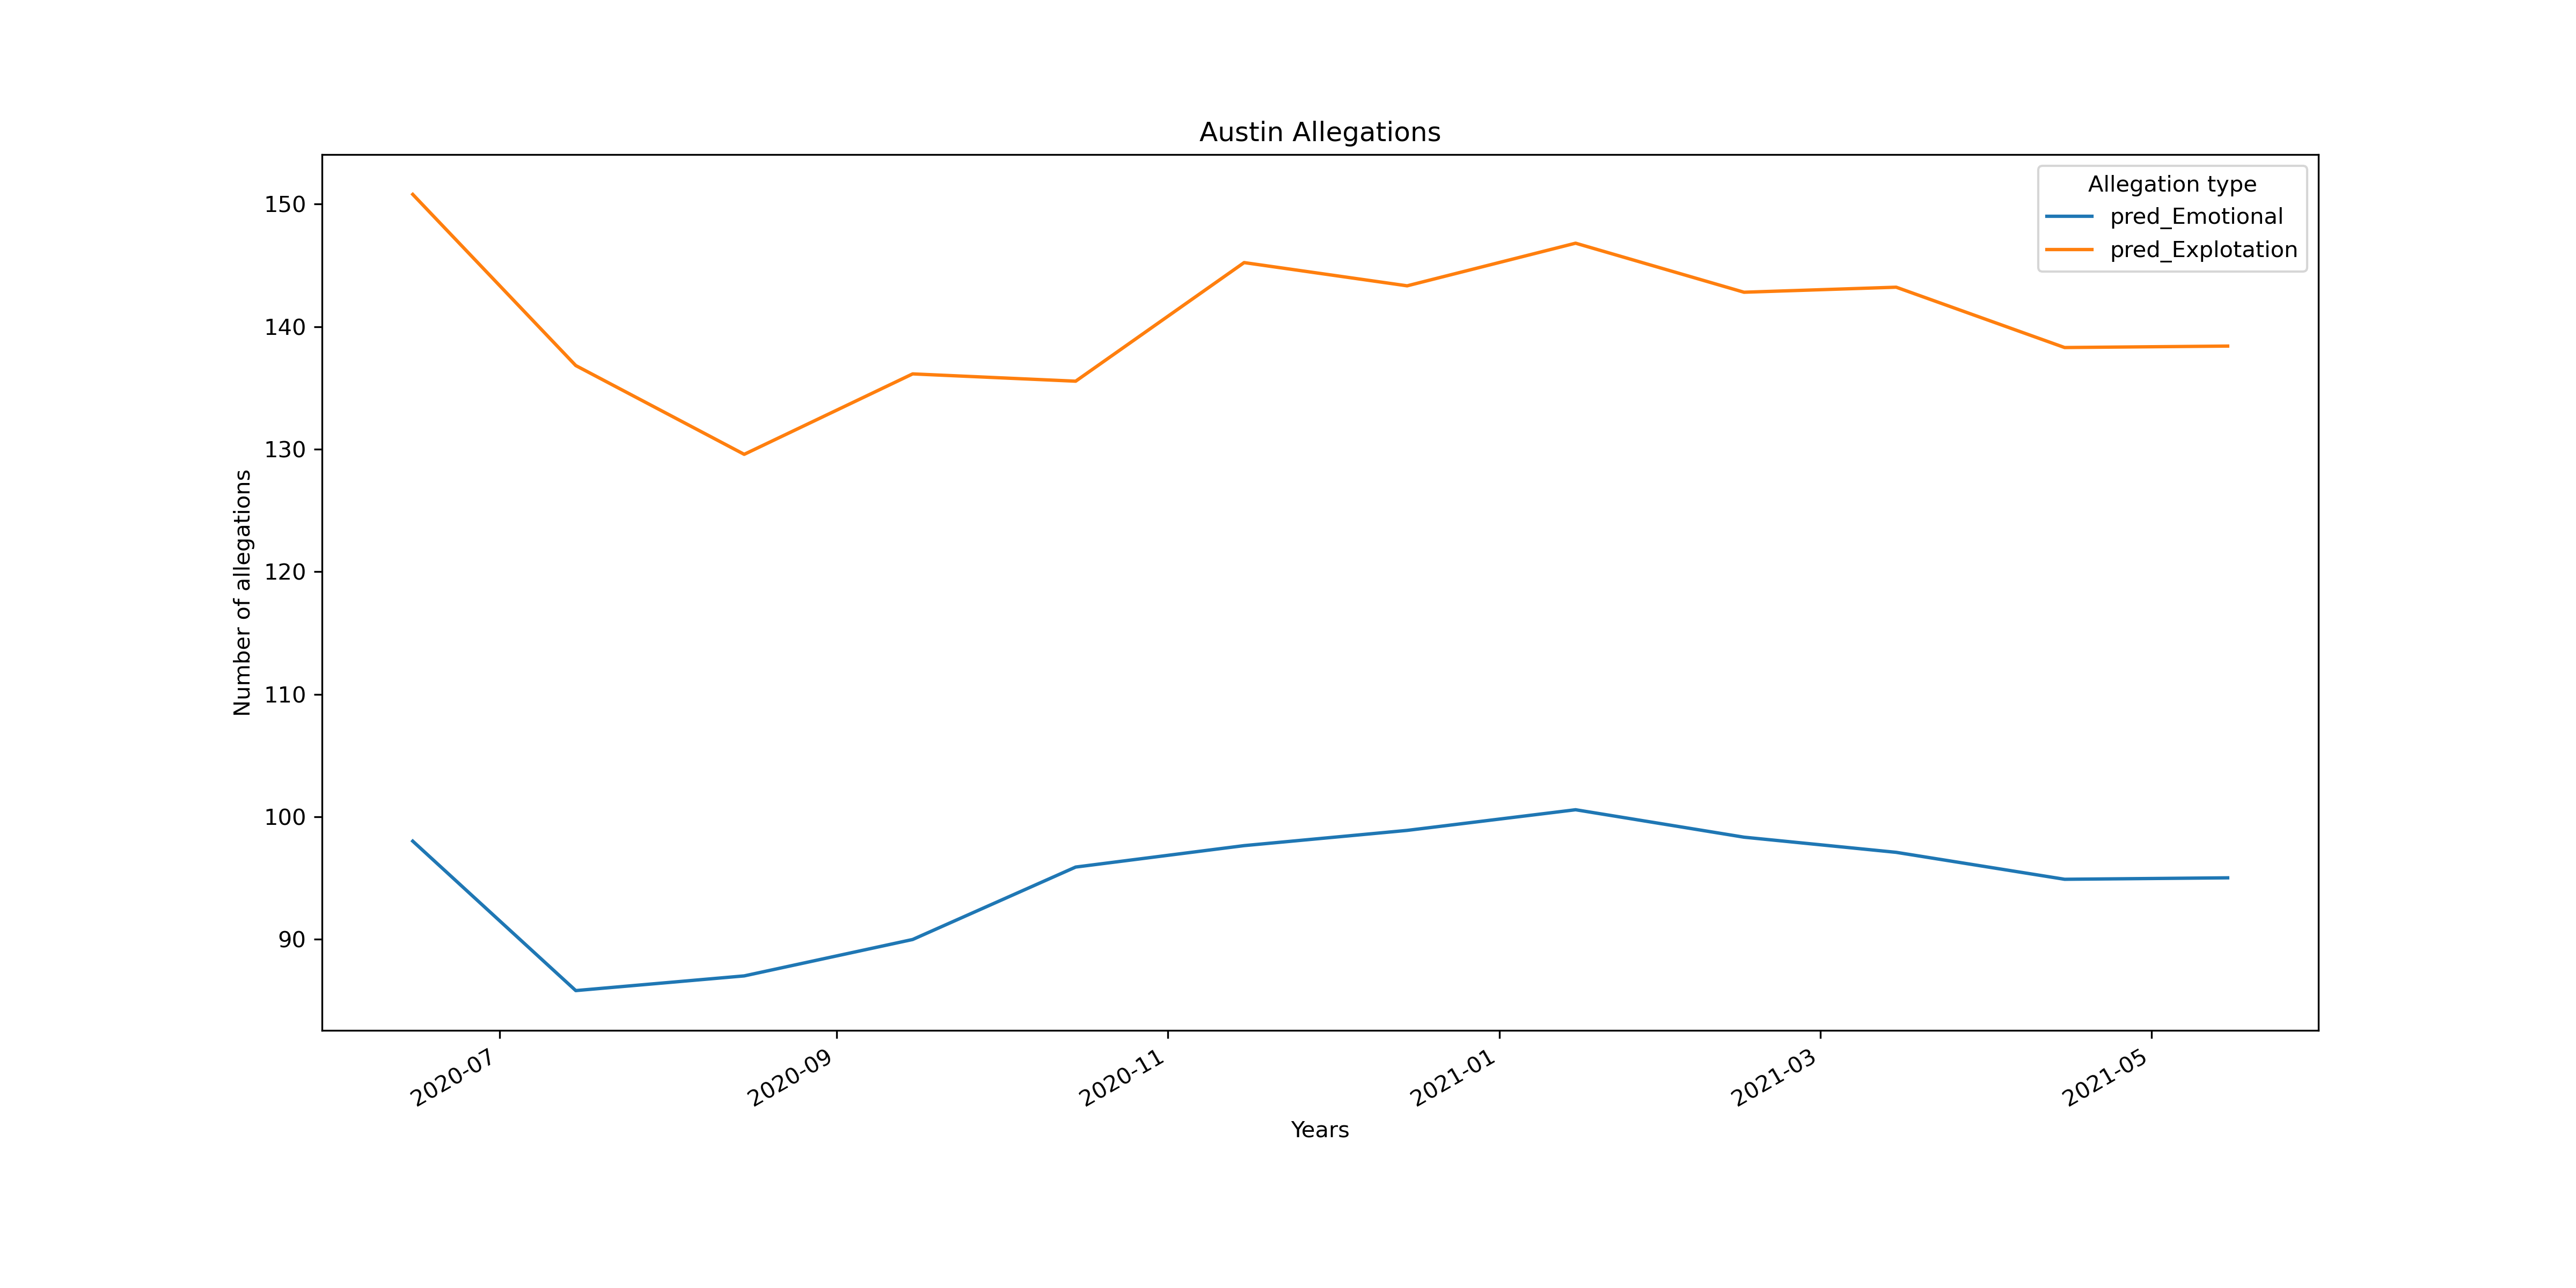 Austin Allegations
Allegation type
pred_Emotional
pred_Explotation
150
140
130
120
110
100
90
Number of allegations
2020-07
2020-09
2020-11
2021-01
2021-03
2021-05
Years